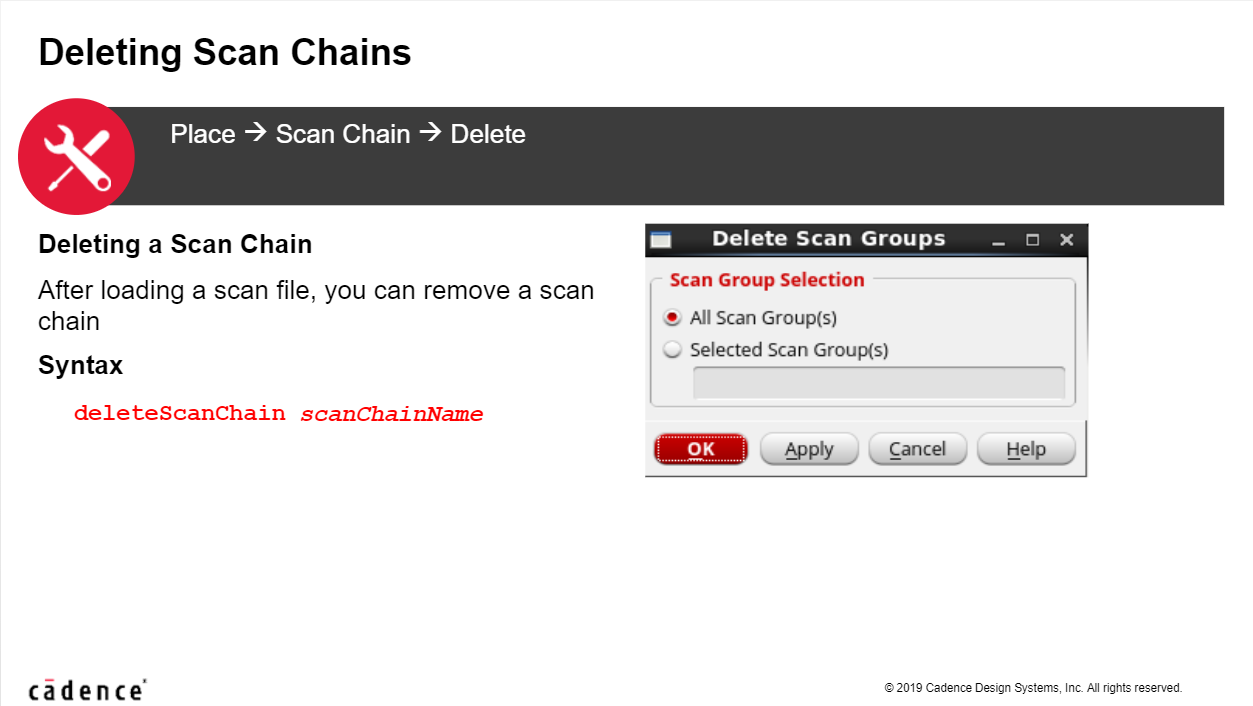 Deleting Scan Chains
Place → Scan Chain → Delete
Deleting a Scan Chain
After loading a scan file, you can remove a scan
chain
Syntax
deleteScanChain scanChainName
Delete Scan Groups
Scan Group Selection
All Scan Group(s)
Selected Scan Group(s)
OK Apply Cancel Help
cādence
© 2019 Cadence Design Systems, Inc. All rights reserved.